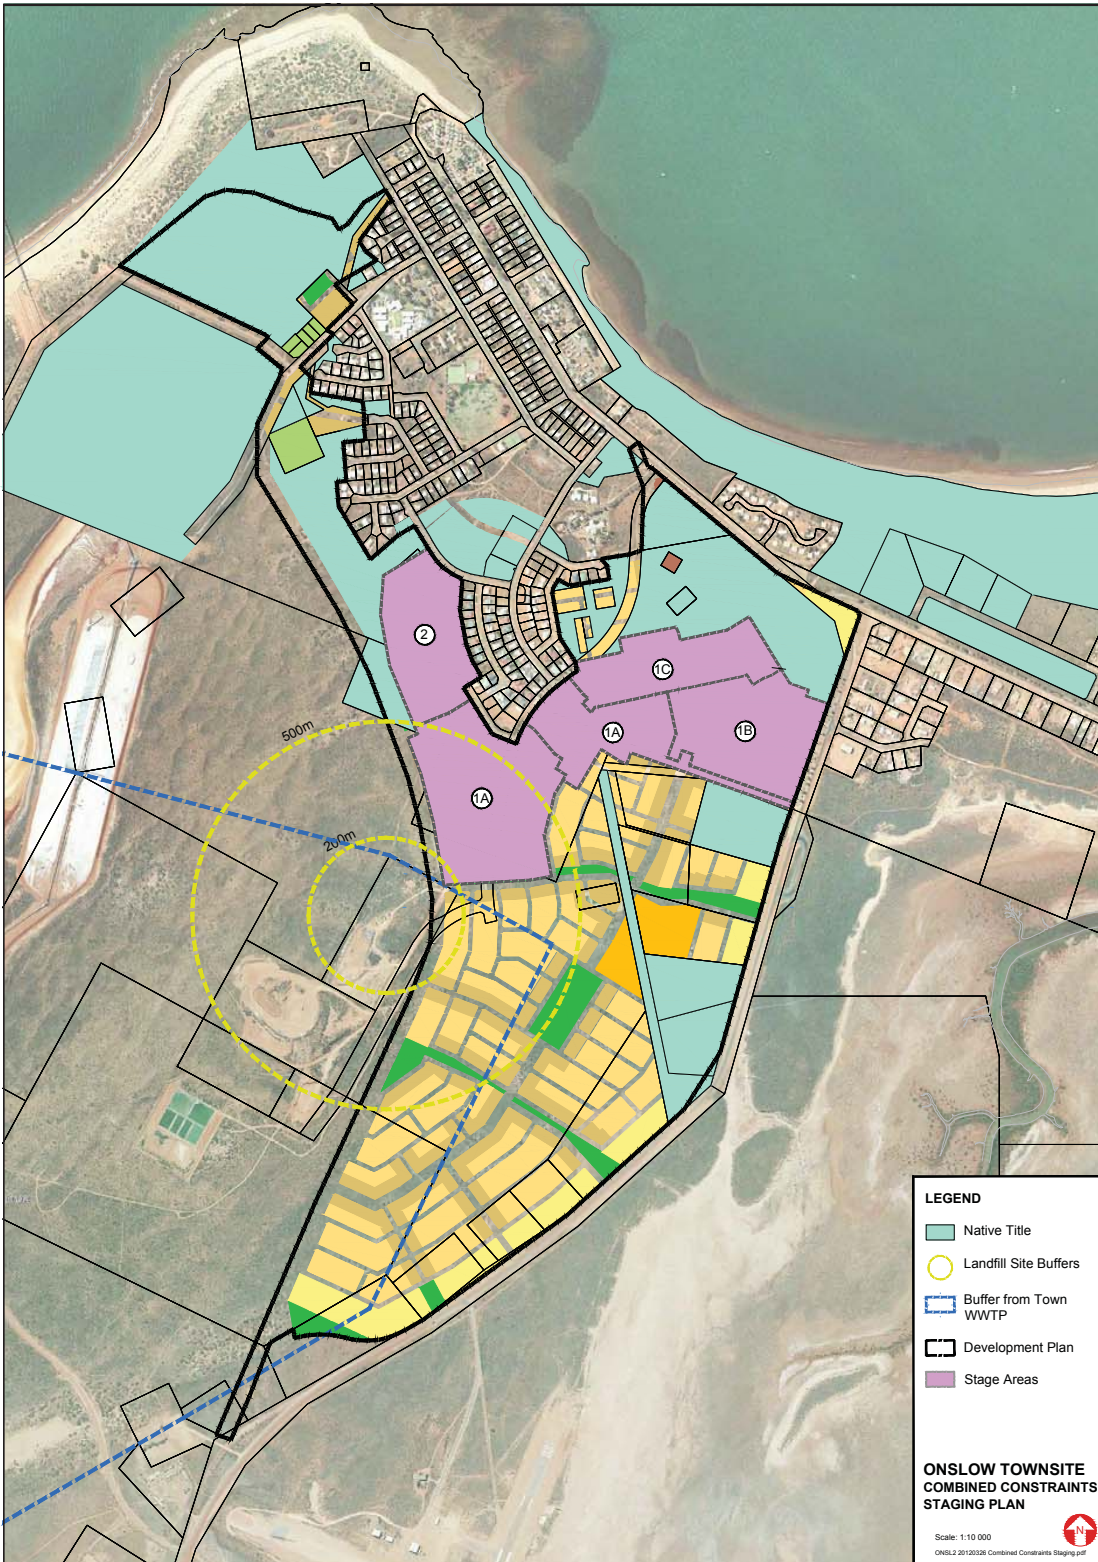 2
1C
1A
1B
1A
500m
200m
LEGEND
Native Title
Landfill Site Buffers
Buffer from Town
WWTP
Development Plan
Stage Areas
ONSLOW TOWNSITE
COMBINED CONSTRAINTS
STAGING PLAN
N
Scale: 1:10 000
ONSL2 20120326 Combined Constraints Staging.pdf